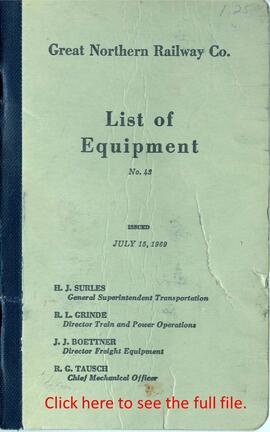 1.25
Great Northern Railway Co.
List of
Equipment
No. 43
ISSUED
JULY 15, 1969
H. J. SURLES
General Superintendent Transportation
R. L. GRINDE
Director Train and Power Operations
J. J. BOETTNER
Director Freight Equipment
R. G. TAUSCH
Chief Mechanical Officer
Click here to see the full file.